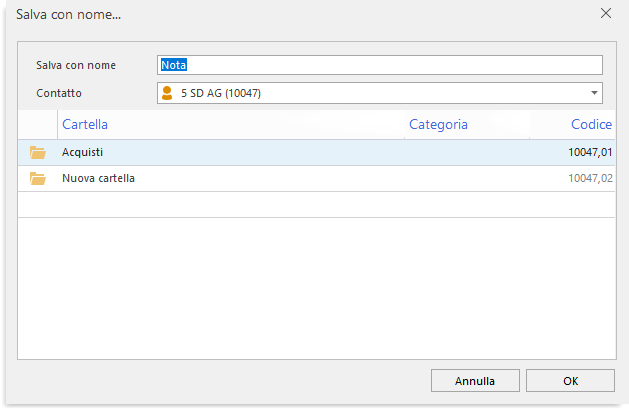 Salva con nome...
Salva con nome Nota
Contatto 5 SD AG (10047)
Cartella Categoria Codice
Acquisti 10047,01
Nuova cartella 10047,02
Annulla OK